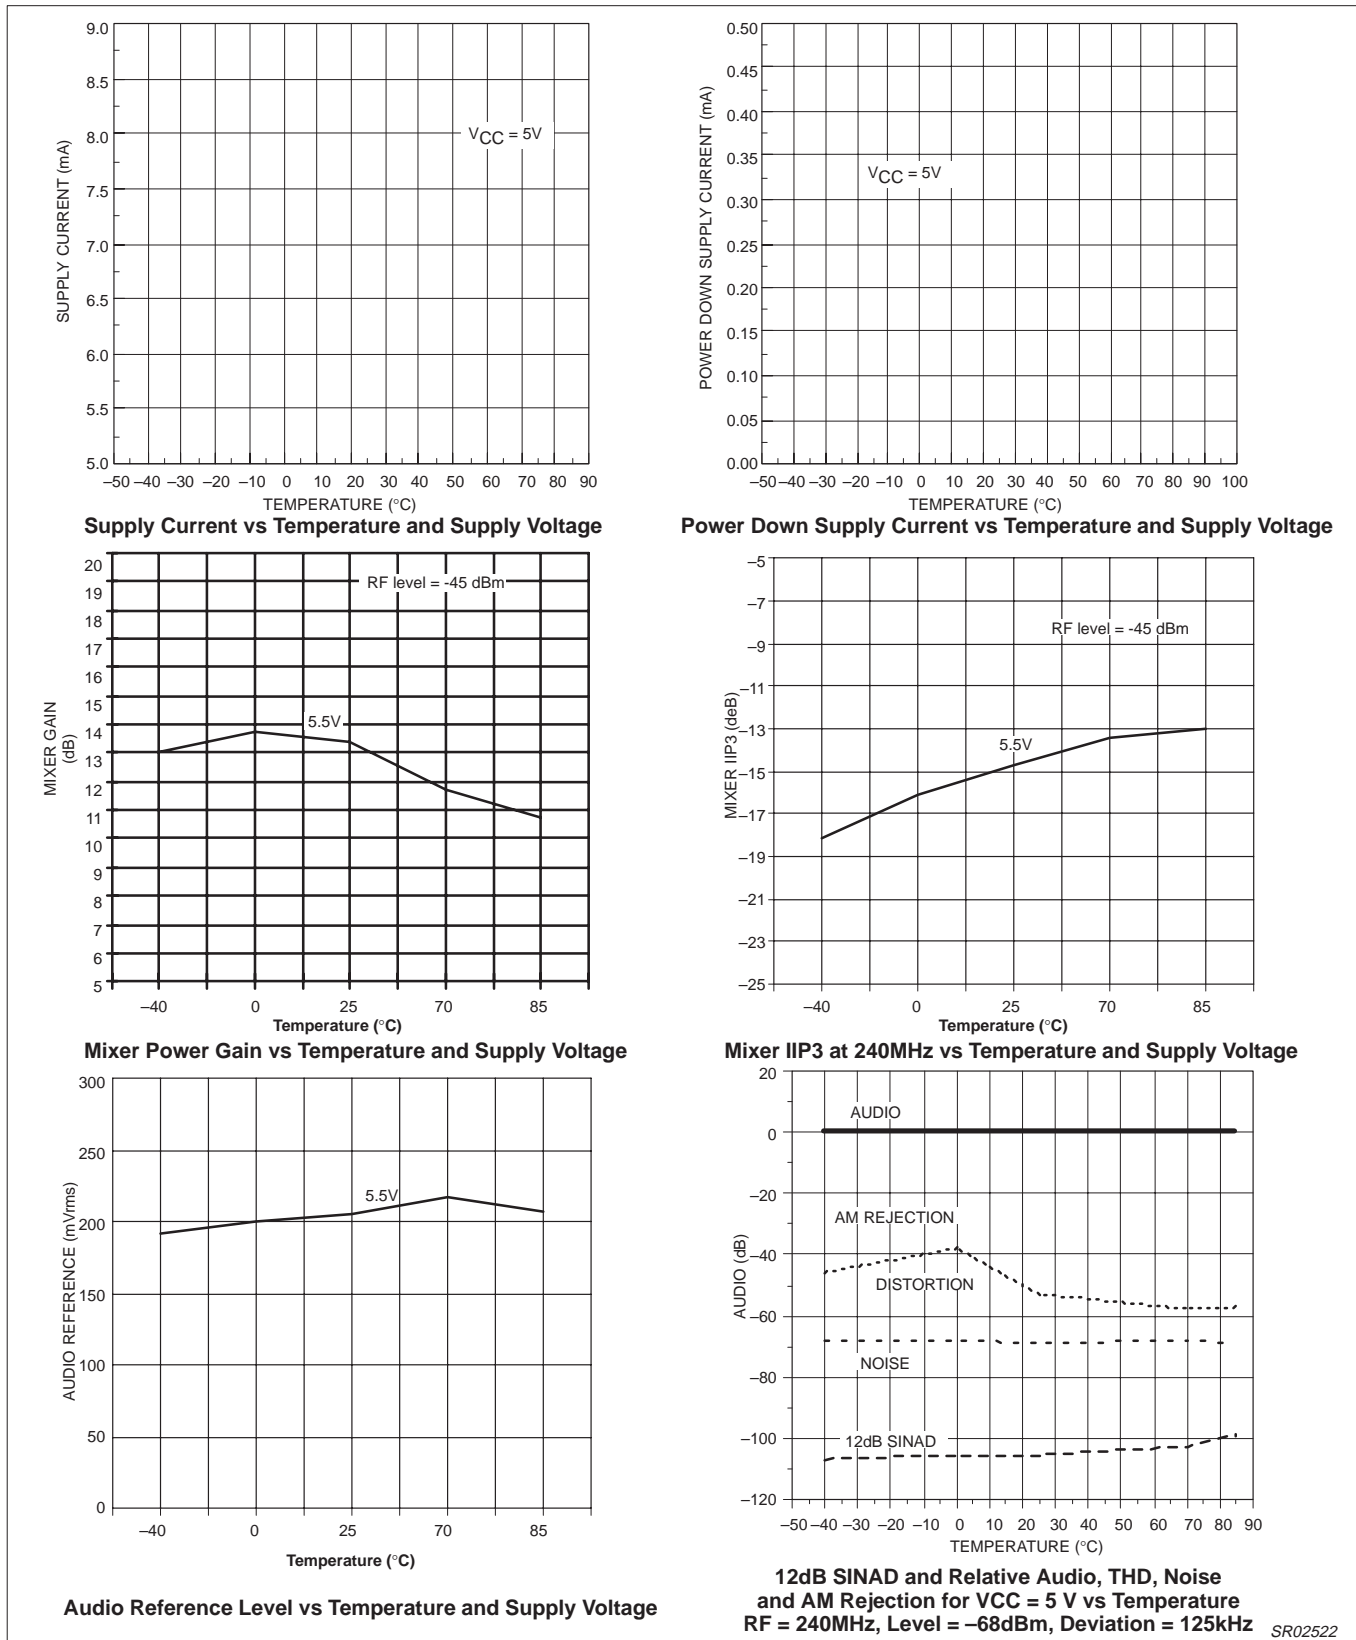 9.0
8.5
8.0
7.5
7.0
6.5
6.0
5.5
5.0
SUPPLY CURRENT (mA)
VCC = 5V
–50 –40 –30 –20 –10 0 10 20 30 40 50 60 70 80 90
TEMPERATURE (°C)
Supply Current vs Temperature and Supply Voltage
0.50
0.45
0.40
0.35
0.30
0.25
0.20
0.15
0.10
0.05
0.00
POWER DOWN SUPPLY CURRENT (mA)
VCC = 5V
–50 –40 –30 –20 –10 0 10 20 30 40 50 60 70 80 90 100
TEMPERATURE (°C)
Power Down Supply Current vs Temperature and Supply Voltage
20
19
18
17
16
15
14
13
12
11
10
9
8
7
6
5
MIXER GAIN
(dB)
RF level = -45 dBm
5.5V
–40 0 25 70 85
Temperature (°C)
Mixer Power Gain vs Temperature and Supply Voltage
–5
–7
–9
–11
–13
–15
–17
–19
–21
–23
–25
MIXER IIP3 (deB)
RF level = -45 dBm
5.5V
–40 0 25 70 85
Temperature (°C)
Mixer IIP3 at 240MHz vs Temperature and Supply Voltage
300
250
200
150
100
50
0
AUDIO REFERENCE (mVrms)
5.5V
–40 0 25 70 85
Temperature (°C)
Audio Reference Level vs Temperature and Supply Voltage
20
0
–20
–40
–60
–80
–100
–120
AUDIO (dB)
AUDIO
AM REJECTION
DISTORTION
NOISE
12dB SINAD
–50 –40 –30 –20 –10 0 10 20 30 40 50 60 70 80 90
TEMPERATURE (°C)
12dB SINAD and Relative Audio, THD, Noise
and AM Rejection for VCC = 5 V vs Temperature
RF = 240MHz, Level = –68dBm, Deviation = 125kHz
SR02522